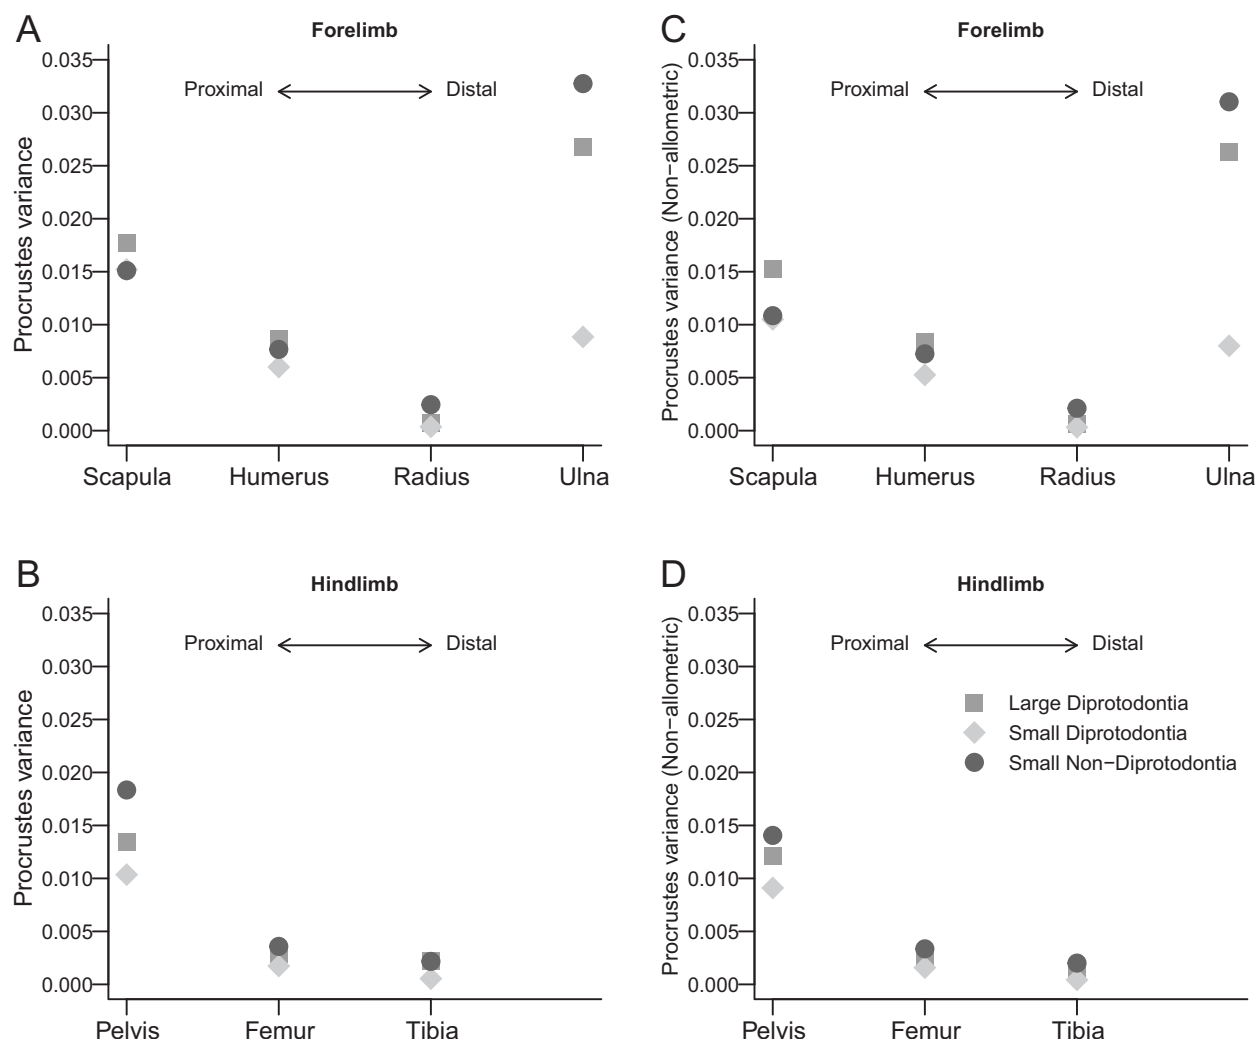 A
Forelimb
Procrustes variance
0.035
0.030
0.025
0.020
0.015
0.010
0.005
0.000
Proximal
Distal
Scapula
Humerus
Radius
Ulna
C
Forelimb
Procrustes variance (Non−allometric)
0.035
0.030
0.025
0.020
0.015
0.010
0.005
0.000
Proximal
Distal
Scapula
Humerus
Radius
Ulna
B
Hindlimb
Procrustes variance
0.035
0.030
0.025
0.020
0.015
0.010
0.005
0.000
Proximal
Distal
Pelvis
Femur
Tibia
D
Hindlimb
Procrustes variance (Non−allometric)
0.035
0.030
0.025
0.020
0.015
0.010
0.005
0.000
Proximal
Distal
Large Diprotodontia
Small Diprotodontia
Small Non−Diprotodontia
Pelvis
Femur
Tibia